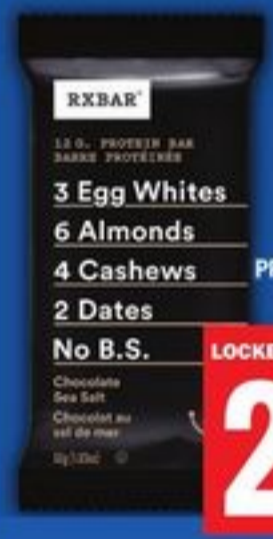 RXBAR
12 G. PROTEIN BAR
BARRE PROTÉINÉE
3 Egg Whites
6 Almonds
4 Cashews
2 Dates
No B.S.
LOCKE
Chocolate
Sea Salt
Chocolat au
sel de mer
2